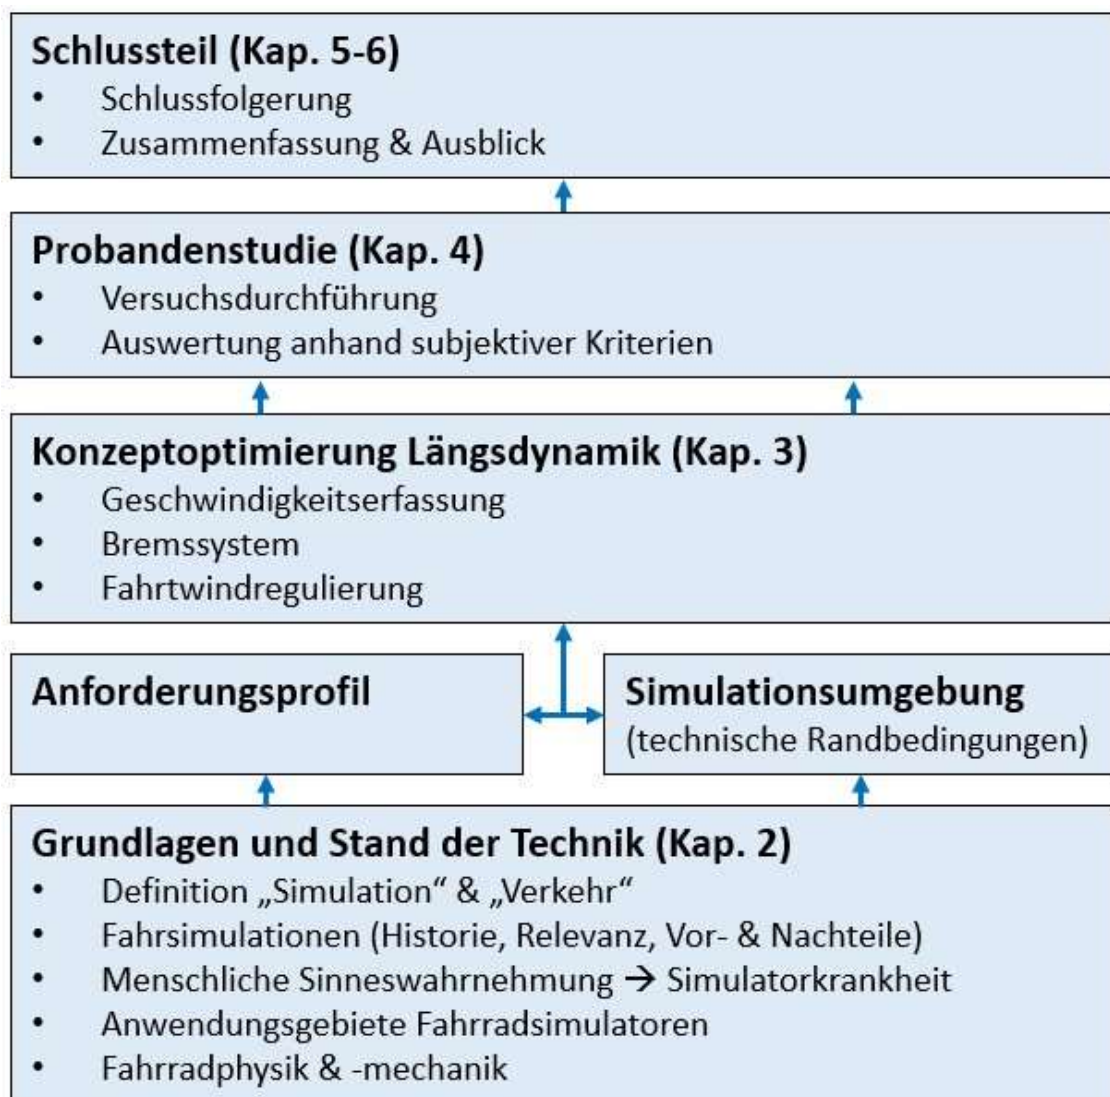 Schlussteil (Kap. 5-6)
• Schlussfolgerung
• Zusammenfassung & Ausblick
Probandenstudie (Kap. 4)
• Versuchsdurchführung
• Auswertung anhand subjektiver Kriterien
Konzeptoptimierung Längsdynamik (Kap. 3)
• Geschwindigkeitserfassung
• Bremssystem
• Fahrtwindregulierung
Anforderungsprofil
Simulationsumgebung
(technische Randbedingungen)
Grundlagen und Stand der Technik (Kap. 2)
• Definition „Simulation“ & „Verkehr“
• Fahrsimulationen (Historie, Relevanz, Vor- & Nachteile)
• Menschliche Sinneswahrnehmung → Simulatorkrankheit
• Anwendungsgebiete Fahrradsimulatoren
• Fahrradphysik & -mechanik